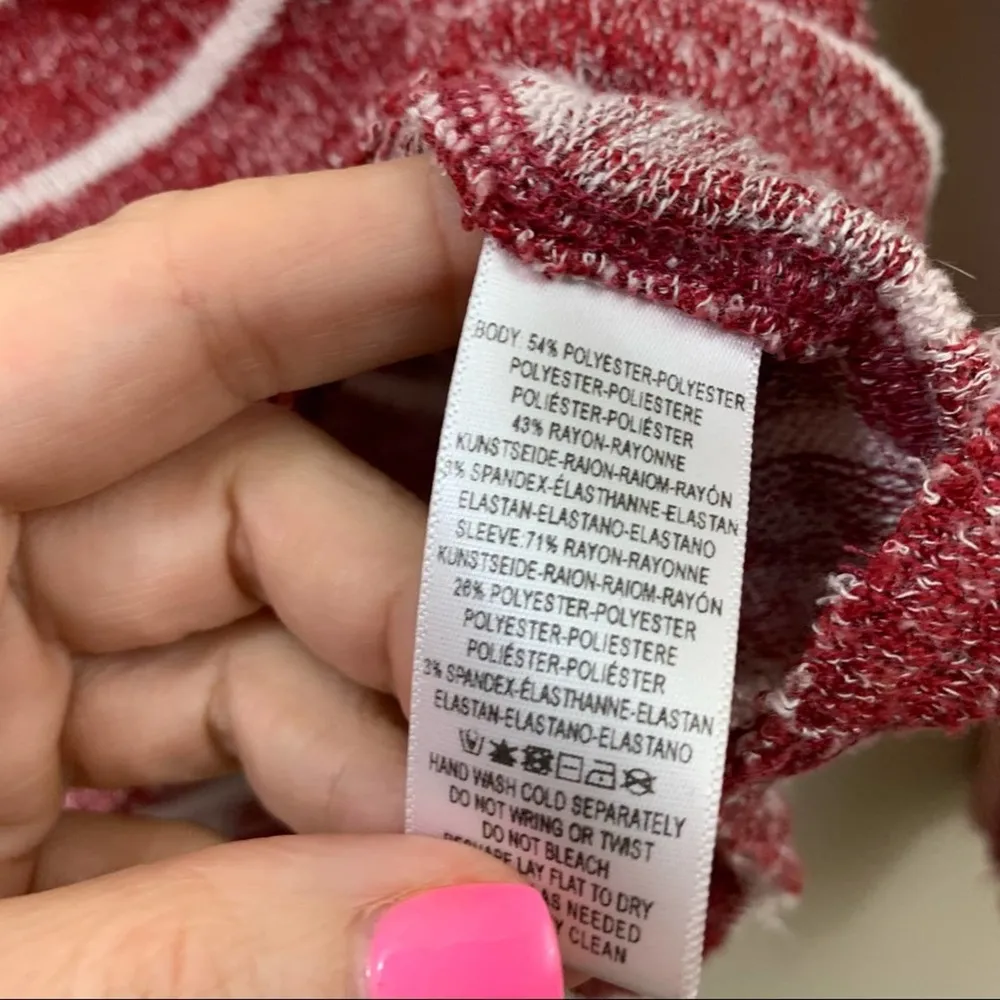 BODY: 54% POLYESTER-POLYESTER
POLYESTER-POLIESTERE
POLIÉSTER-POLIÉSTER
43% RAYON-RAYONNE
KUNSTSEIDE-RAION-RAIOM-RAYÓN
3% SPANDEX-ÉLASTHANNE-ELASTAN
ELASTAN-ELASTANO-ELASTANO
SLEEVE:71% RAYON-RAYONNE
KUNSTSEIDE-RAION-RAIOM-RAYÓN
26% POLYESTER-POLYESTER
POLYESTER-POLIESTERE
POLIÉSTER-POLIÉSTER
3% SPANDEX-ÉLASTHANNE-ELASTAN
ELASTAN-ELASTANO-ELASTANO
HAND WASH COLD SEPARATELY
DO NOT WRING OR TWIST
DO NOT BLEACH
RESHAPE LAY FLAT TO DRY
AS NEEDED
CLEAN